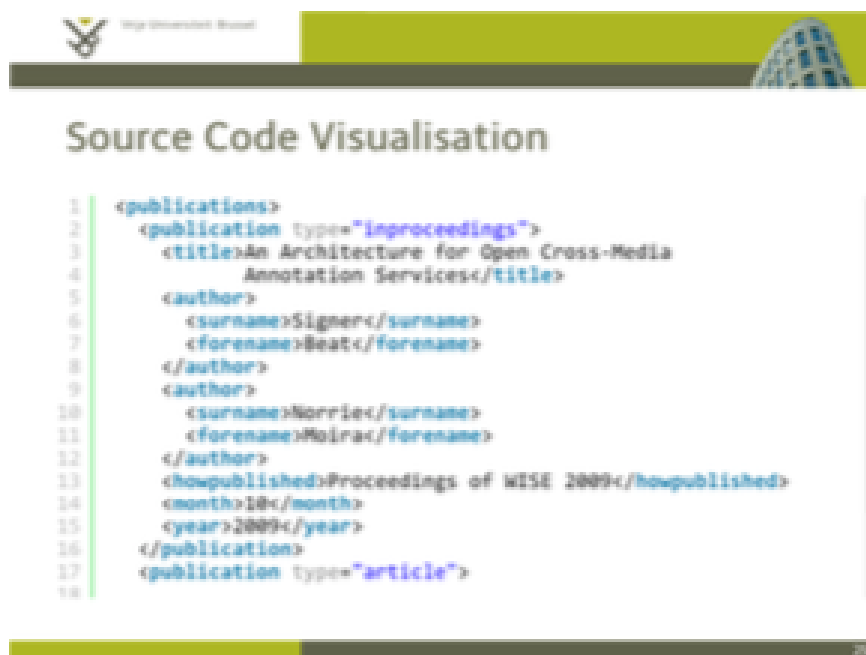 Vrije Universiteit Brussel
Source Code Visualisation
1 <publications>
2 <publication type="inproceedings">
3 <title>An Architecture for Open Cross-Media
4 Annotation Services</title>
5 <author>
6 <surname>Signer</surname>
7 <forename>Beat</forename>
8 </author>
9 <author>
10 <surname>Norrie</surname>
11 <forename>Moira</forename>
12 </author>
13 <howpublished>Proceedings of WISE 2009</howpublished>
14 <month>10</month>
15 <year>2009</year>
16 </publication>
17 <publication type="article">
18